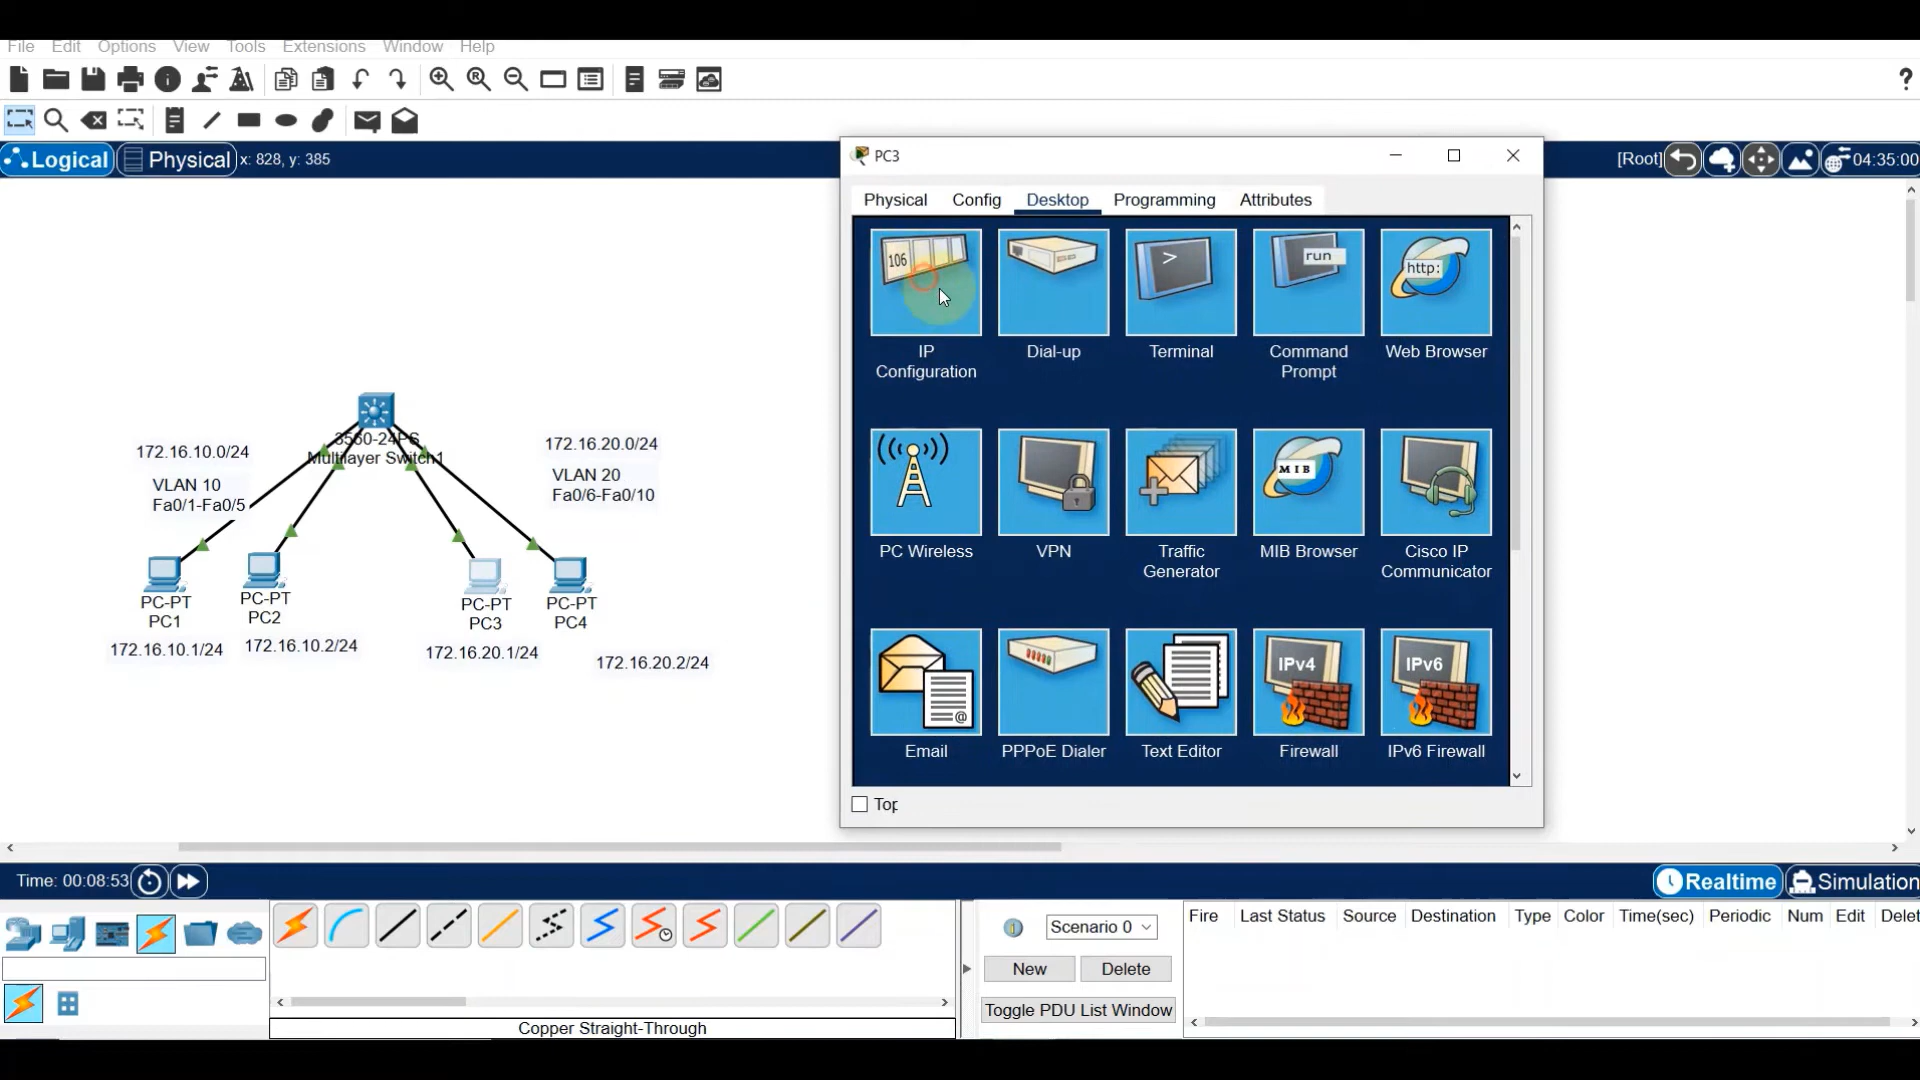 File Edit Options View Tools Extensions Window Help
?
Logical Physical x: 828, y: 385
[Root] 04:35:00
PC3
Physical Config Desktop Programming Attributes
106
>
run
http:
IP
Configuration
Dial-up
Terminal
Command
Prompt
Web Browser
MIB
PC Wireless
VPN
Traffic
Generator
MIB Browser
Cisco IP
Communicator
@
IPv4
IPv6
Email
PPPoE Dialer
Text Editor
Firewall
IPv6 Firewall
Top
172.16.10.0/24
VLAN 10
Fa0/1-Fa0/5
3560-24PS
Multilayer Switch1
172.16.20.0/24
VLAN 20
Fa0/6-Fa0/10
PC-PT
PC1
PC-PT
PC2
PC-PT
PC3
PC-PT
PC4
172.16.10.1/24
172.16.10.2/24
172.16.20.1/24
172.16.20.2/24
Time: 00:08:53
Realtime Simulation
Scenario 0
New Delete
Toggle PDU List Window
Fire Last Status Source Destination Type Color Time(sec) Periodic Num Edit Delet
Copper Straight-Through